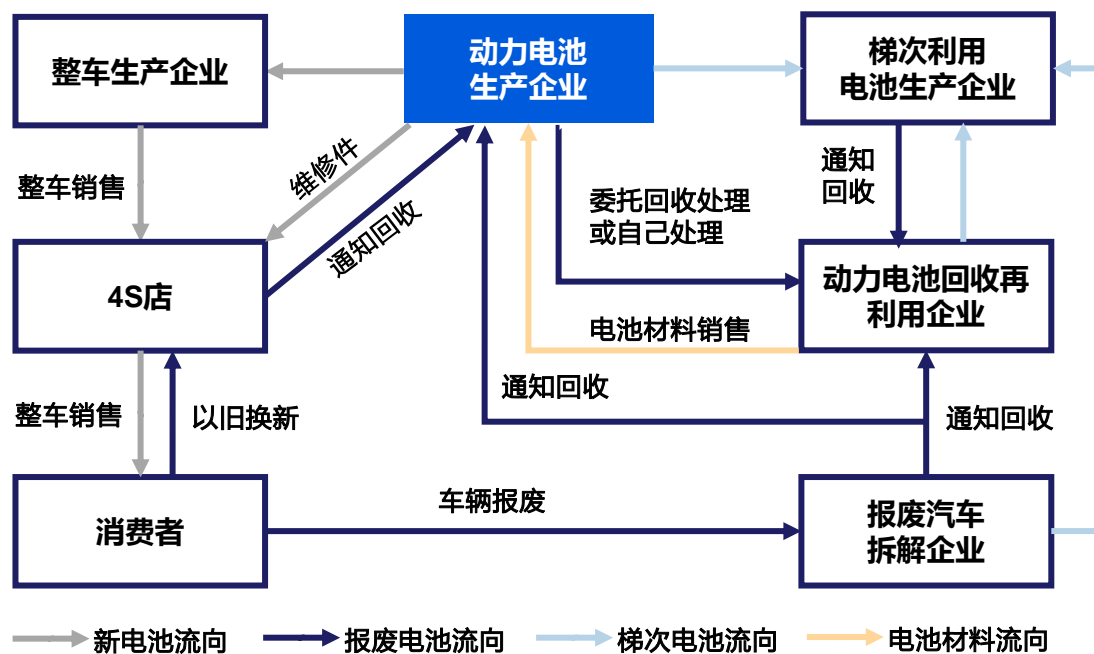 整车生产企业
动力电池
生产企业
梯次利用
电池生产企业
整车销售
维修件
通知回收
委托回收处理
或自己处理
通知
回收
4S店
动力电池回收再
利用企业
电池材料销售
整车销售
以旧换新
通知回收
通知回收
消费者
车辆报废
报废汽车
拆解企业
新电池流向
报废电池流向
梯次电池流向
电池材料流向